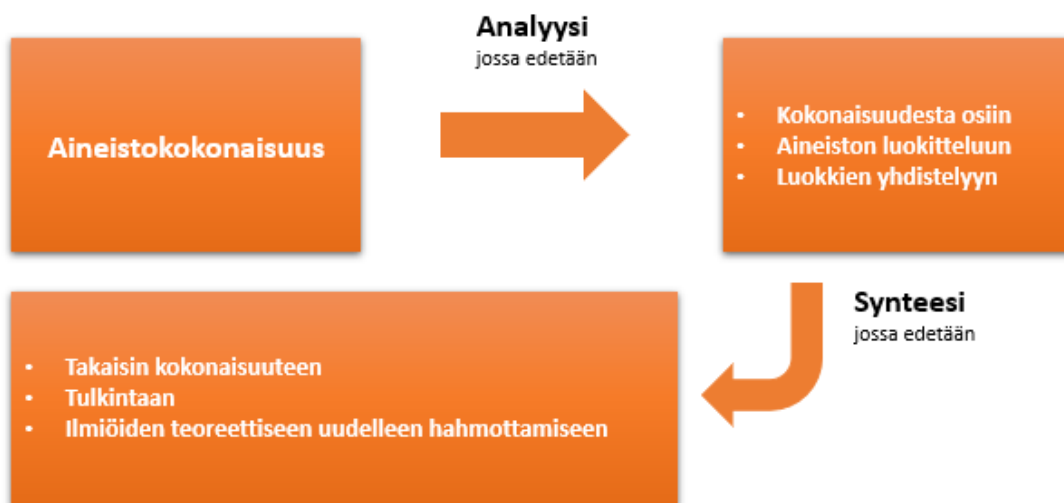 Analyysi
jossa edetään
Aineistokokonaisuus
• Kokonaisuudesta osiin
• Aineiston luokitteluun
• Luokkien yhdistelyyn
Synteesi
jossa edetään
• Takaisin kokonaisuuteen
• Tulkintaan
• Ilmiöiden teoreettiseen uudelleen hahmottamiseen